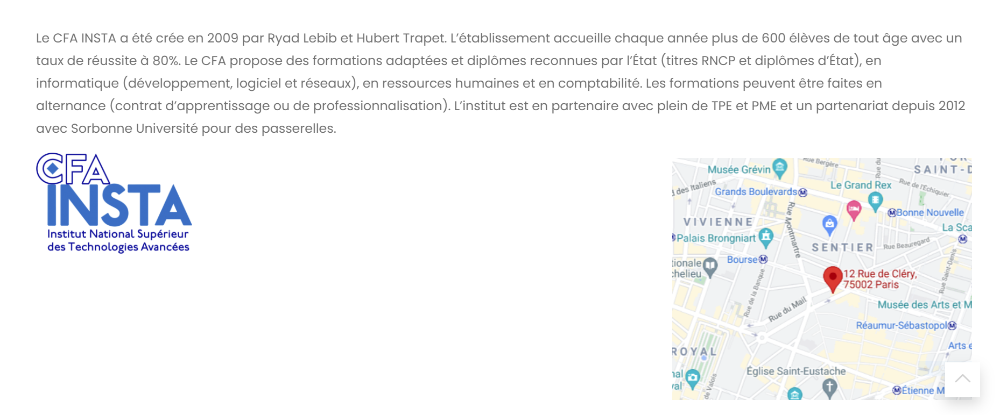 Le CFA INSTA a été crée en 2009 par Ryad Lebib et Hubert Trapet. L’établissement accueille chaque année plus de 600 élèves de tout âge avec un
taux de réussite à 80%. Le CFA propose des formations adaptées et diplômes reconnues par l’État (titres RNCP et diplômes d’État), en
informatique (développement, logiciel et réseaux), en ressources humaines et en comptabilité. Les formations peuvent être faites en
alternance (contrat d’apprentissage ou de professionnalisation). L’institut est en partenaire avec plein de TPE et PME et un partenariat depuis 2012
avec Sorbonne Université pour des passerelles.
CFA
INSTA
Institut National Supérieur
des Technologies Avancées
Rue Bergère
Musée Grévin
SAINT-D
Rue du
d des Italiens
Grands Boulevards
Le Grand Rex
Rue de l'Échiquier
Bonne Nouvelle
VIVIENNE
Rue Montmartre
La Sca
Palais Brongniart
SENTIER
Rue Beauregard
Bourse
tionale
chelieu
Rue de la Banque
12 Rue de Cléry,
75002 Paris
Rue Saint-Denis
Rue du Mail
Musée des Arts et M
Réaumur-Sébastopol
Arts e
ROYAL
Église Saint-Eustache
nal
yal
de Valois
Étienne M